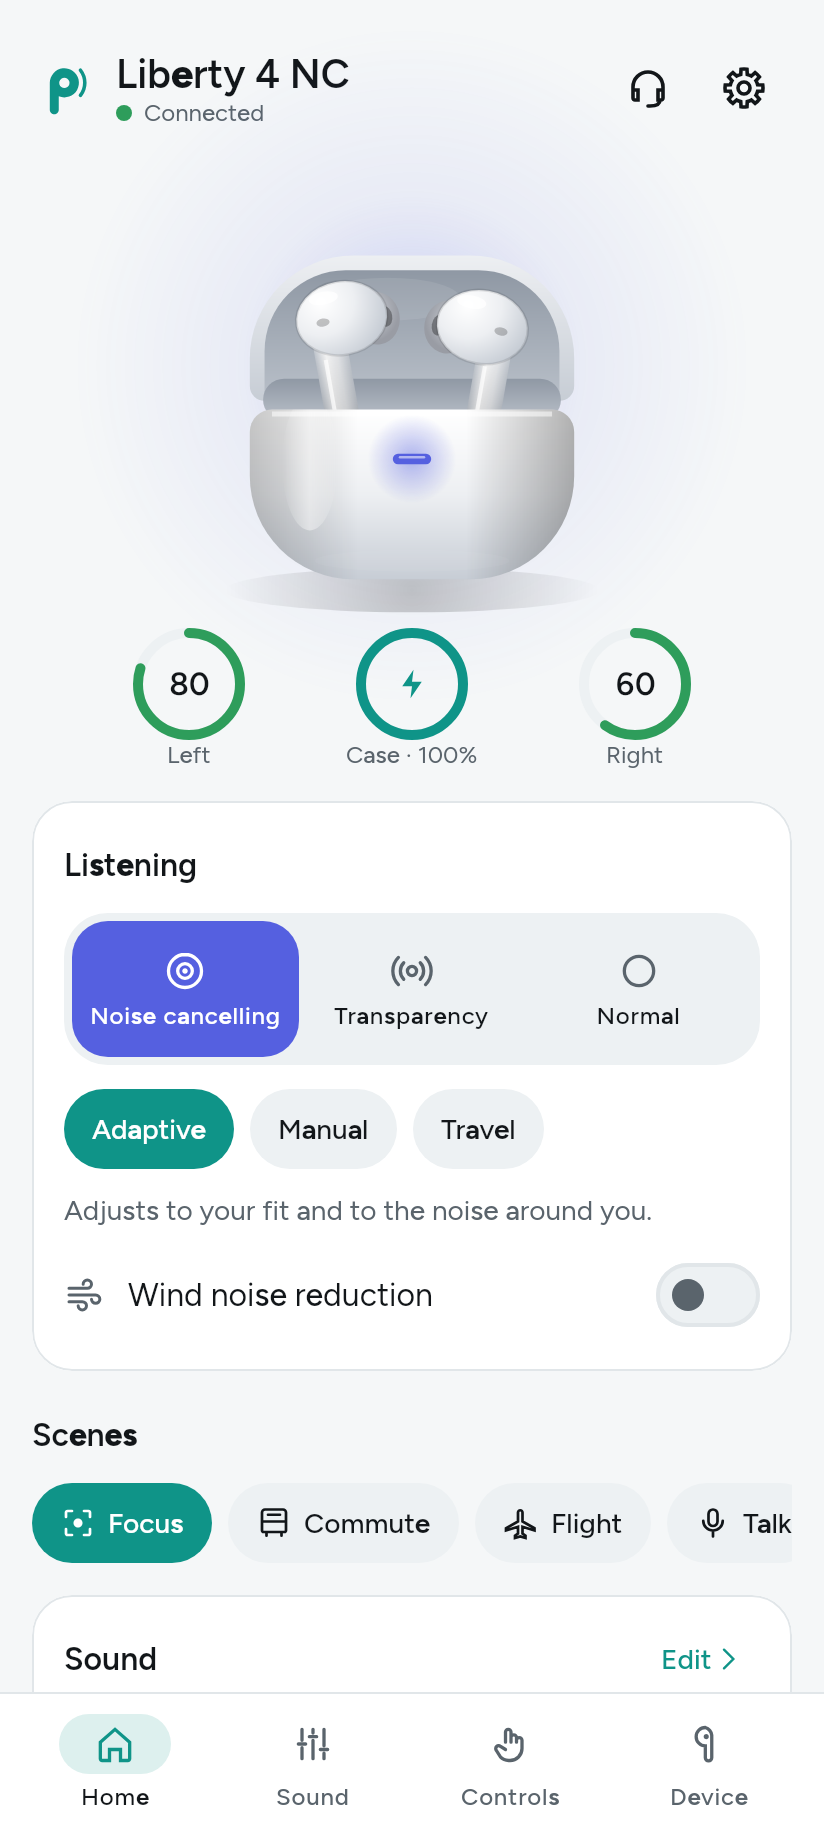 Liberty 4 NC
Connected
80
60
Left
Case · 100%
Right
Listening
Noise cancelling
Transparency
Normal
Adaptive
Manual
Travel
Adjusts to your fit and to the noise around you.
Wind noise reduction
Scenes
Focus
Commute
Flight
Talk
Sound
Edit
Home
Sound
Controls
Device